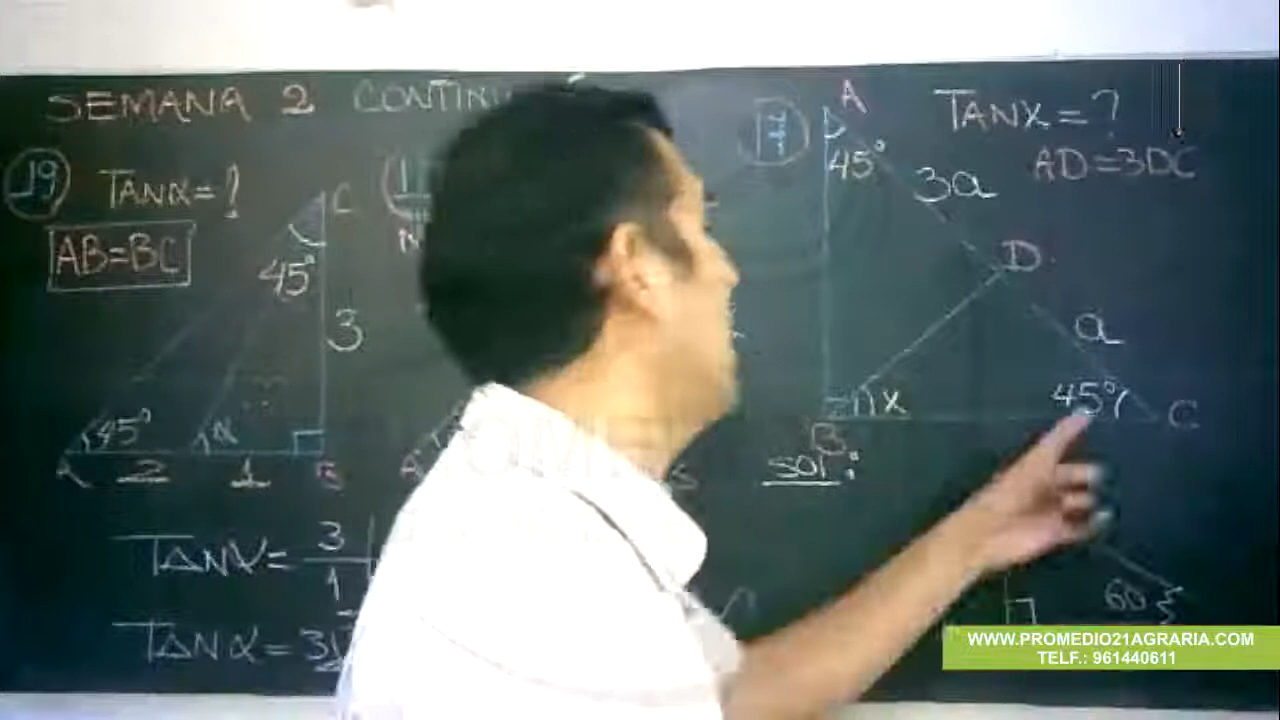 SEMANA 2
19 TANα=?
AB=BC
C
45°
3
45° α
A 2 1 B
TANα= 3
1
TANα=3
17
A
45°
3a
TANX=?
AD=3DC
D
a
X
45°
B
C
SOL:
60
WWW.PROMEDIO21AGRARIA.COM
TELF.: 961440611